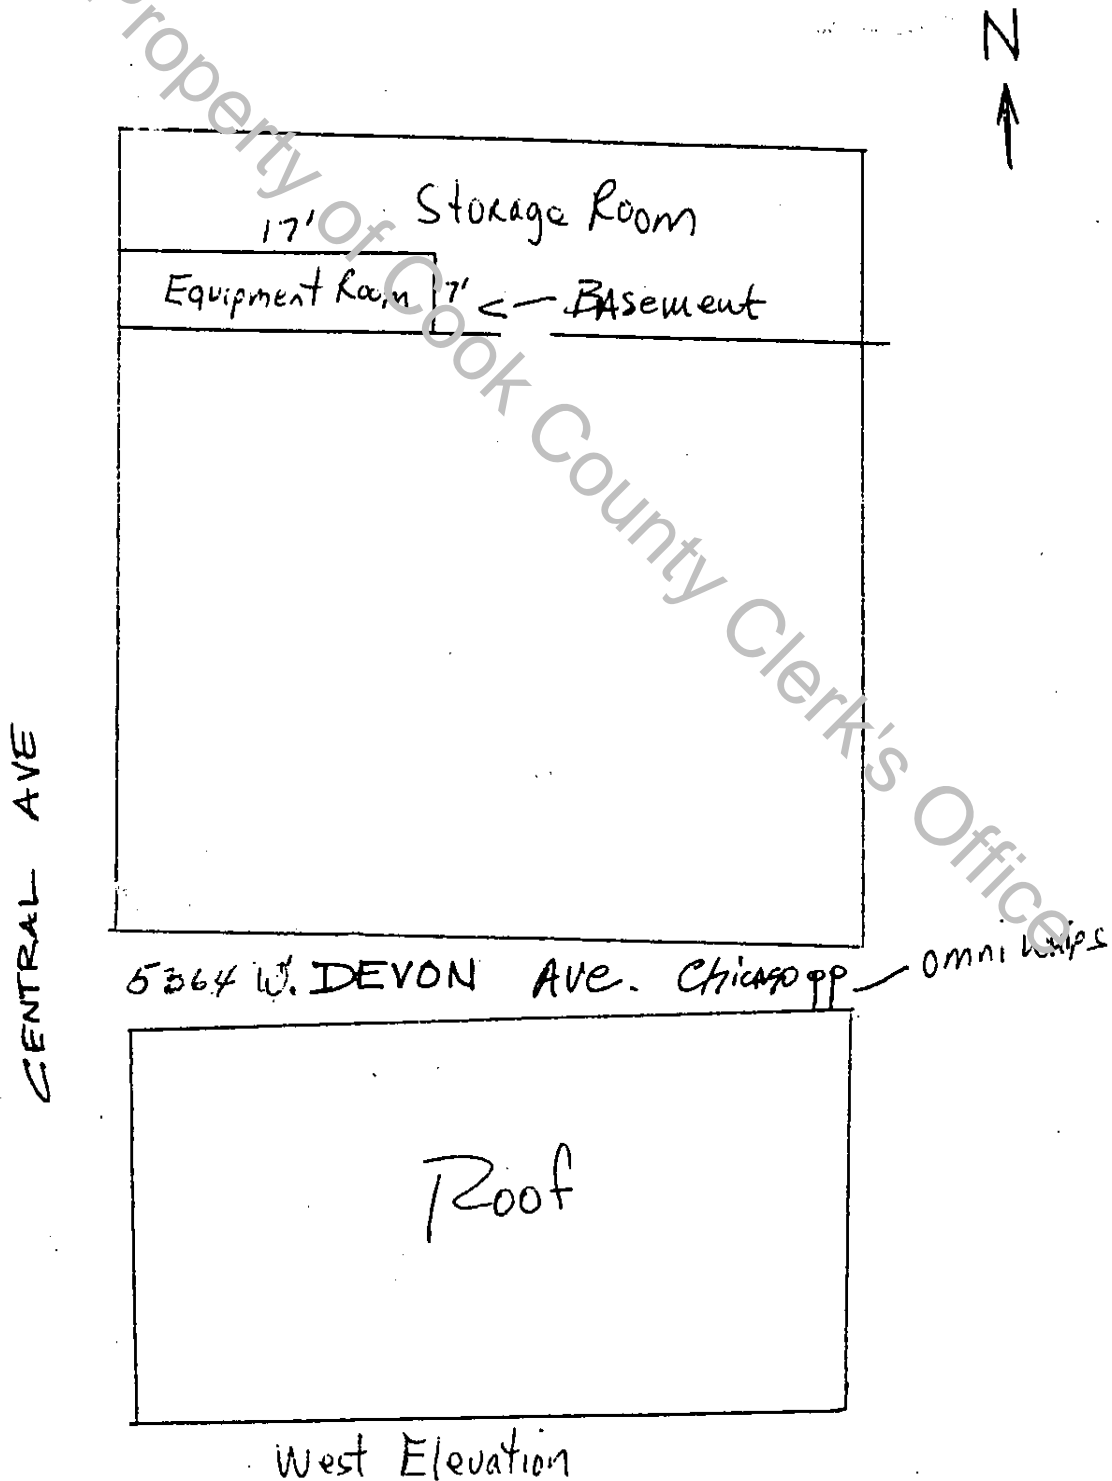 N
Property of Cook County Clerk's Office
Storage Room
17'
Equipment Room 7' <- Basement
CENTRAL AVE
5364 W. DEVON AVE. Chicago
omni whips
Roof
West Elevation